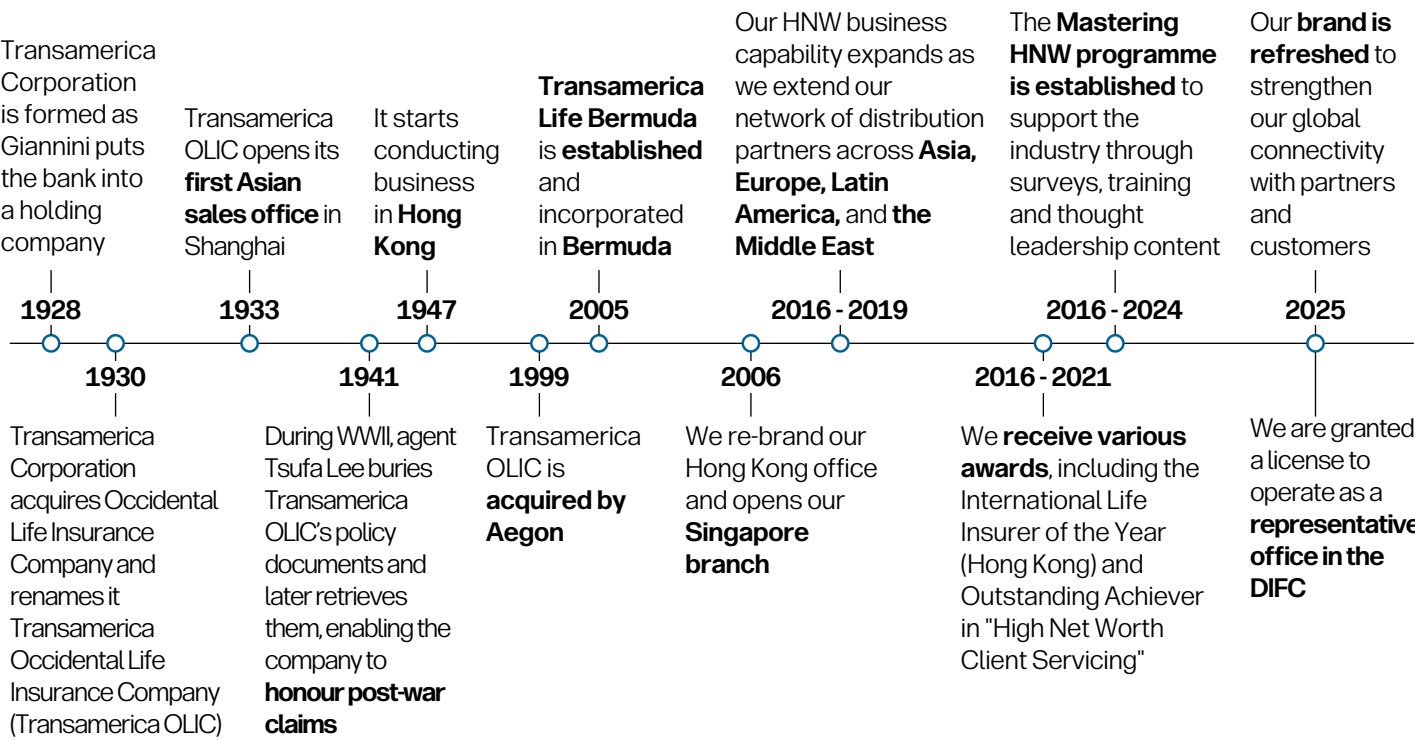 Transamerica
Corporation
is formed as
Giannini puts
the bank into
a holding
company
1928
Transamerica
OLIC opens its
first Asian
sales office in
Shanghai
1933
It starts
conducting
business
in Hong
Kong
1947
Transamerica
Life Bermuda
is established
and
incorporated
in Bermuda
2005
Our HNW business
capability expands as
we extend our
network of distribution
partners across Asia,
Europe, Latin
America, and the
Middle East
2016 - 2019
The Mastering
HNW programme
is established to
support the
industry through
surveys, training
and thought
leadership content
2016 - 2024
Our brand is
refreshed to
strengthen
our global
connectivity
with partners
and
customers
2025
1930
Transamerica
Corporation
acquires Occidental
Life Insurance
Company and
renames it
Transamerica
Occidental Life
Insurance Company
(Transamerica OLIC)
1941
During WWII, agent
Tsufa Lee buries
Transamerica
OLIC's policy
documents and
later retrieves
them, enabling the
company to
honour post-war
claims
1999
Transamerica
OLIC is
acquired by
Aegon
2006
We re-brand our
Hong Kong office
and opens our
Singapore
branch
2016 - 2021
We receive various
awards, including the
International Life
Insurer of the Year
(Hong Kong) and
Outstanding Achiever
in "High Net Worth
Client Servicing"
We are granted
a license to
operate as a
representative
office in the
DIFC